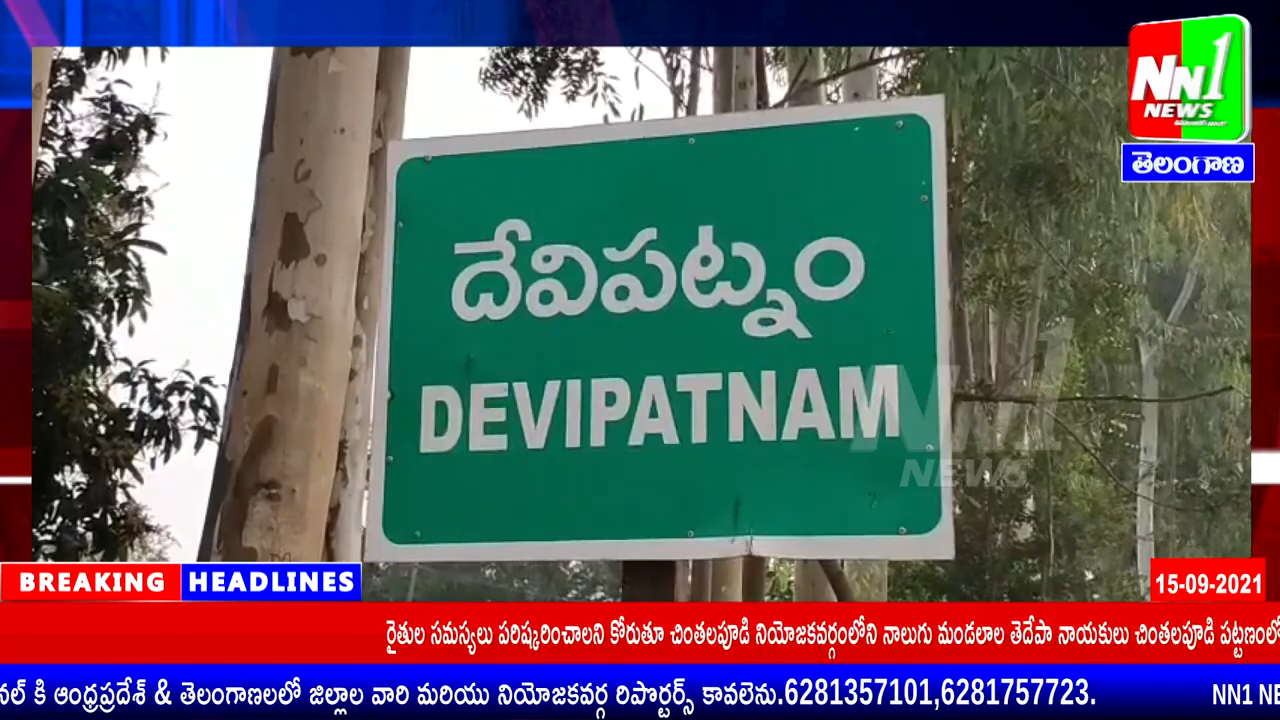 NN1
NEWS
తెలంగాణ
దేవిపట్నం
DEVIPATNAM
NN1
NEWS
BREAKING HEADLINES
15-09-2021
రైతుల సమస్యలు పరిష్కరించాలని కోరుతూ చింతలపూడి నియోజకవర్గంలోని నాలుగు మండలాల తెదేపా నాయకులు చింతలపూడి పట్టణంలో
నల్ కి ఆంధ్రప్రదేశ్ & తెలంగాణలలో జిల్లాల వారి మరియు నియోజకవర్గ రిపొర్టర్స్ కావలెను.6281357101,6281757723. NN1 NE